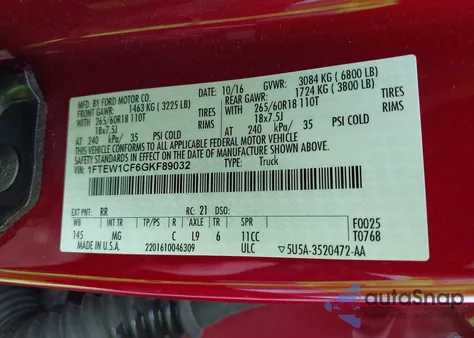 MFD. BY FORD MOTOR CO.
10/16 GVWR: 3084 KG ( 6800 LB)
FRONT GAWR: REAR GAWR:
1463 KG ( 3225 LB) 1724 KG ( 3800 LB)
WITH TIRES WITH TIRES
265/60R18 110T 265/60R18 110T
18x7.5J RIMS 18x7.5J RIMS
AT 240 kPa/ 35 PSI COLD AT 240 kPa/ 35 PSI COLD
THIS VEHICLE CONFORMS TO ALL APPLICABLE FEDERAL MOTOR VEHICLE
SAFETY AND THEFT PREVENTION STANDARDS IN EFFECT ON THE DATE OF
MANUFACTURE SHOWN ABOVE.
VIN: 1FTEW1CF6GKF89032 TYPE: Truck
EXT PNT: RR RC: 21 DSO:
WB INT TR TP/PS R AXLE TR SPR F0025
145 MG C L9 6 11CC T0768
MADE IN U.S.A. 2201610046309 ULC 5U5A-3520472-AA
autoSnap